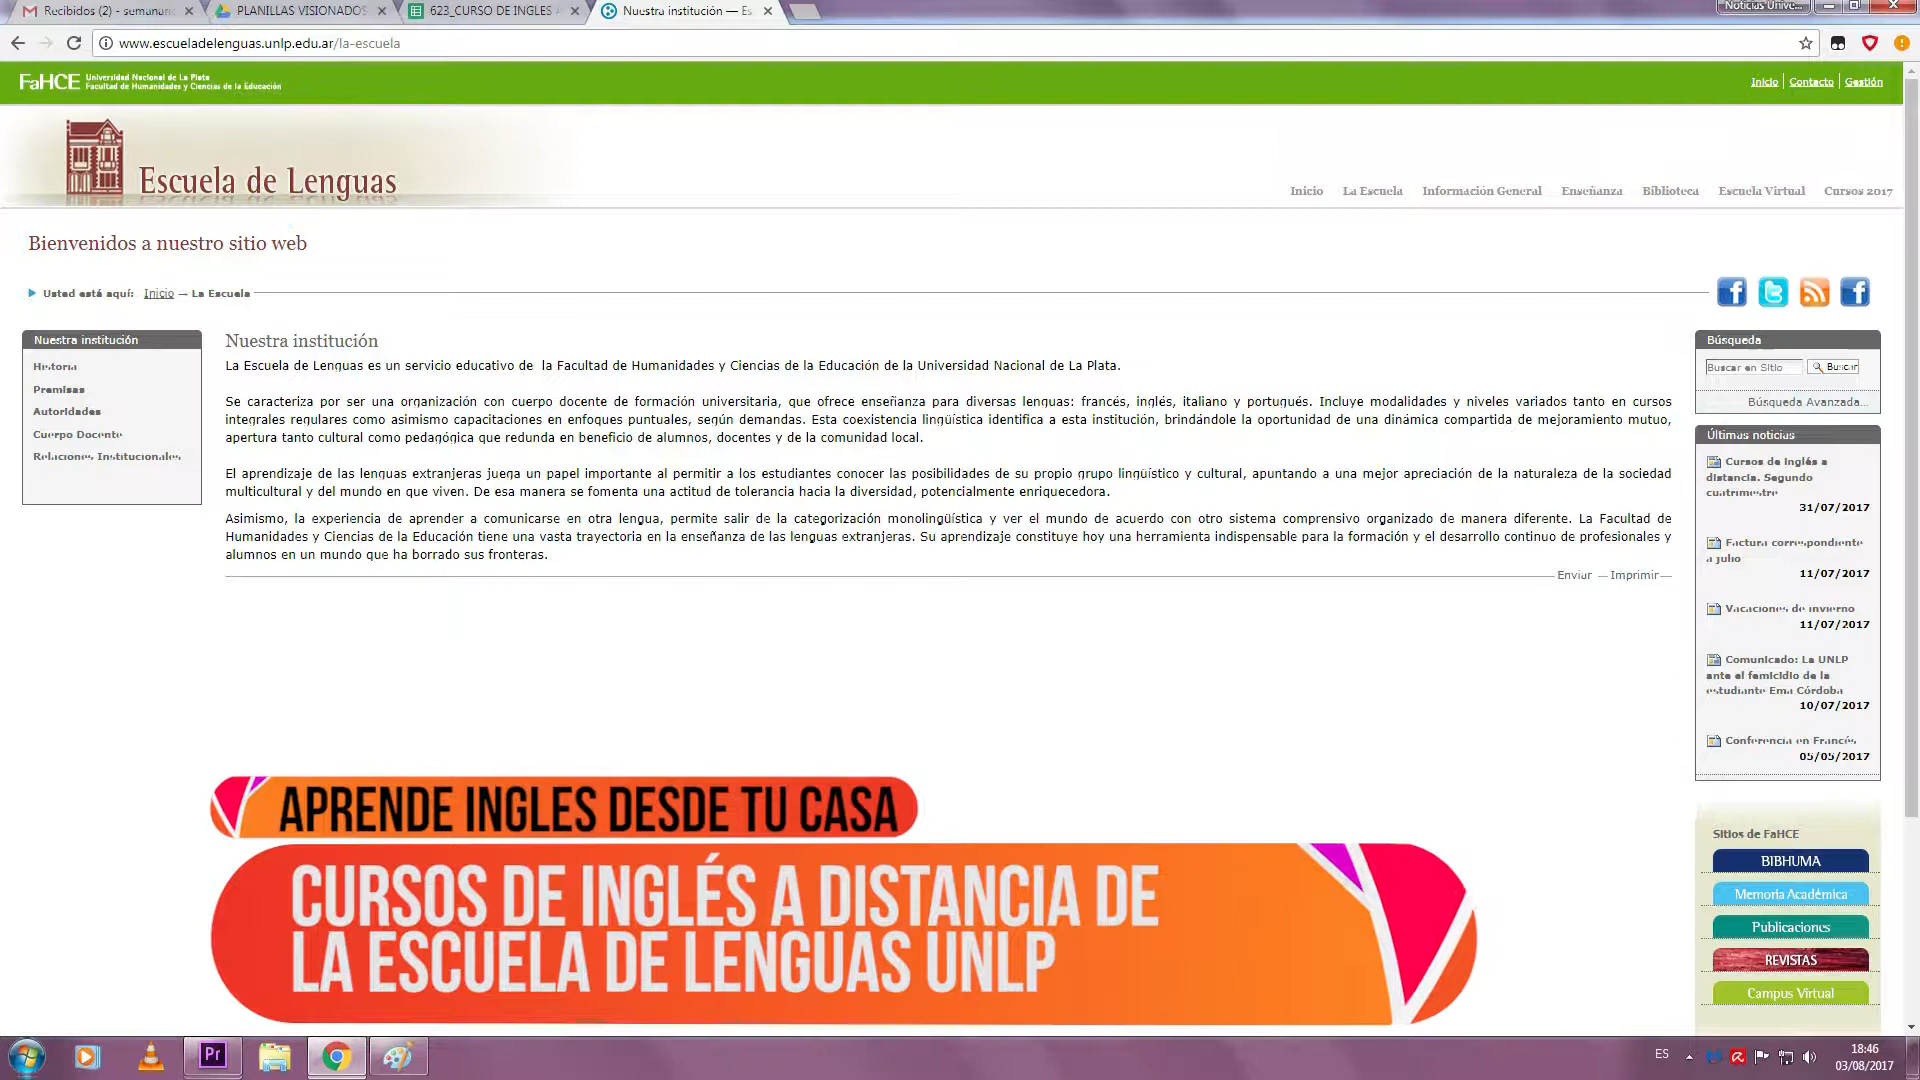 Recibidos (2) - semanari
PLANILLAS VISIONADOS
623_CURSO DE INGLES A
Nuestra institución — Es
Noticias Unive...
www.escueladelenguas.unlp.edu.ar/la-escuela
FaHCE
Universidad Nacional de La Plata
Facultad de Humanidades y Ciencias de la Educación
Inicio Contacto Gestión
Escuela de Lenguas
Inicio La Escuela Información General Enseñanza Biblioteca Escuela Virtual Cursos 2017
Bienvenidos a nuestro sitio web
Usted está aquí: Inicio — La Escuela
Nuestra institución
Historia
Premisas
Autoridades
Cuerpo Docente
Relaciones Institucionales
Nuestra institución
La Escuela de Lenguas es un servicio educativo de la Facultad de Humanidades y Ciencias de la Educación de la Universidad Nacional de La Plata.
Se caracteriza por ser una organización con cuerpo docente de formación universitaria, que ofrece enseñanza para diversas lenguas: francés, inglés, italiano y portugués. Incluye modalidades y niveles variados tanto en cursos
integrales regulares como asimismo capacitaciones en enfoques puntuales, según demandas. Esta coexistencia lingüística identifica a esta institución, brindándole la oportunidad de una dinámica compartida de mejoramiento mutuo,
apertura tanto cultural como pedagógica que redunda en beneficio de alumnos, docentes y de la comunidad local.
El aprendizaje de las lenguas extranjeras juega un papel importante al permitir a los estudiantes conocer las posibilidades de su propio grupo lingüístico y cultural, apuntando a una mejor apreciación de la naturaleza de la sociedad
multicultural y del mundo en que viven. De esa manera se fomenta una actitud de tolerancia hacia la diversidad, potencialmente enriquecedora.
Asimismo, la experiencia de aprender a comunicarse en otra lengua, permite salir de la categorización monolingüística y ver el mundo de acuerdo con otro sistema comprensivo organizado de manera diferente. La Facultad de
Humanidades y Ciencias de la Educación tiene una vasta trayectoria en la enseñanza de las lenguas extranjeras. Su aprendizaje constituye hoy una herramienta indispensable para la formación y el desarrollo continuo de profesionales y
alumnos en un mundo que ha borrado sus fronteras.
Enviar — Imprimir —
Búsqueda
Buscar en Sitio Buscar
Búsqueda Avanzada...
Últimas noticias
Cursos de Inglés a
distancia. Segundo
cuatrimestre
31/07/2017
Factura correspondiente
a julio
11/07/2017
Vacaciones de invierno
11/07/2017
Comunicado: La UNLP
ante el femicidio de la
estudiante Ema Córdoba
10/07/2017
Conferencia en Francés
05/05/2017
Sitios de FaHCE
BIBHUMA
Memoria Académica
Publicaciones
REVISTAS
Campus Virtual
APRENDE INGLES DESDE TU CASA
CURSOS DE INGLÉS A DISTANCIA DE
LA ESCUELA DE LENGUAS UNLP
Pr
ES
18:46
03/08/2017